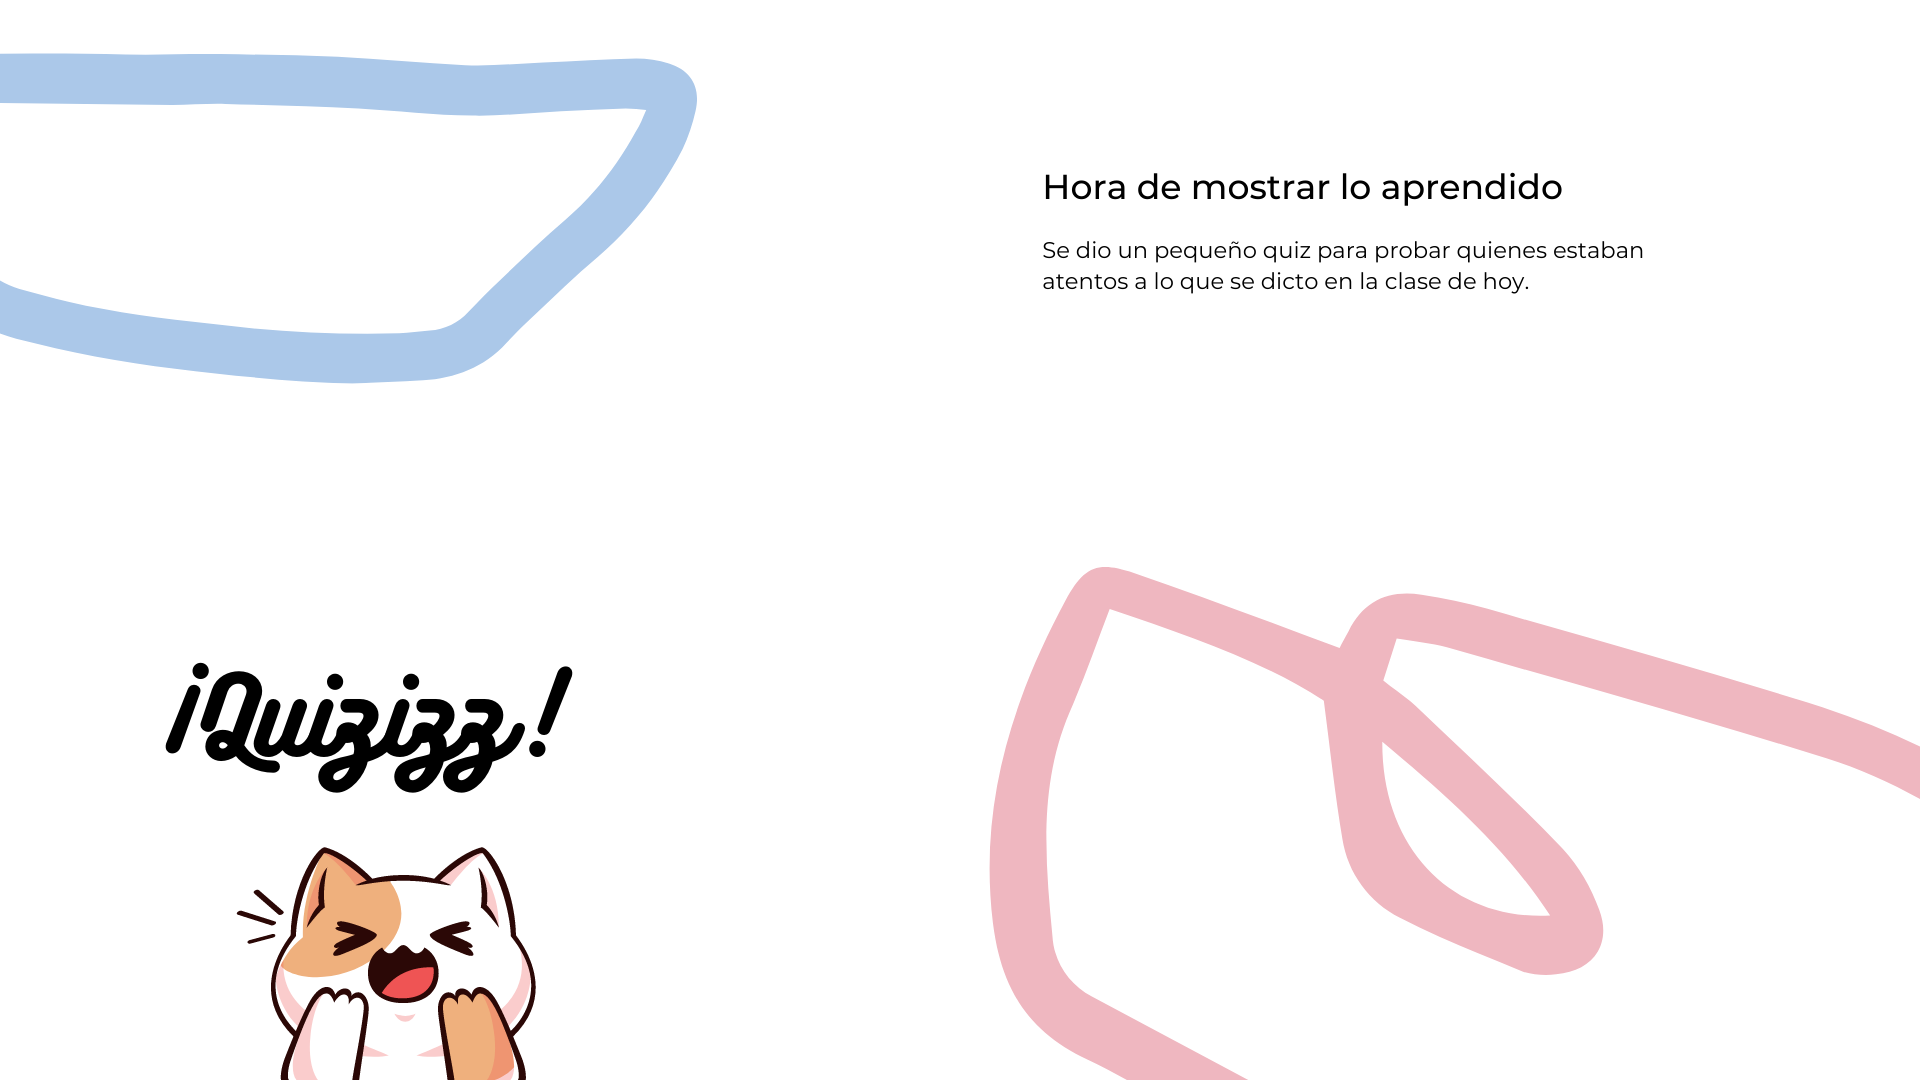 Hora de mostrar lo aprendido
Se dio un pequeño quiz para probar quienes estaban
atentos a lo que se dicto en la clase de hoy.
¡Quizizz!